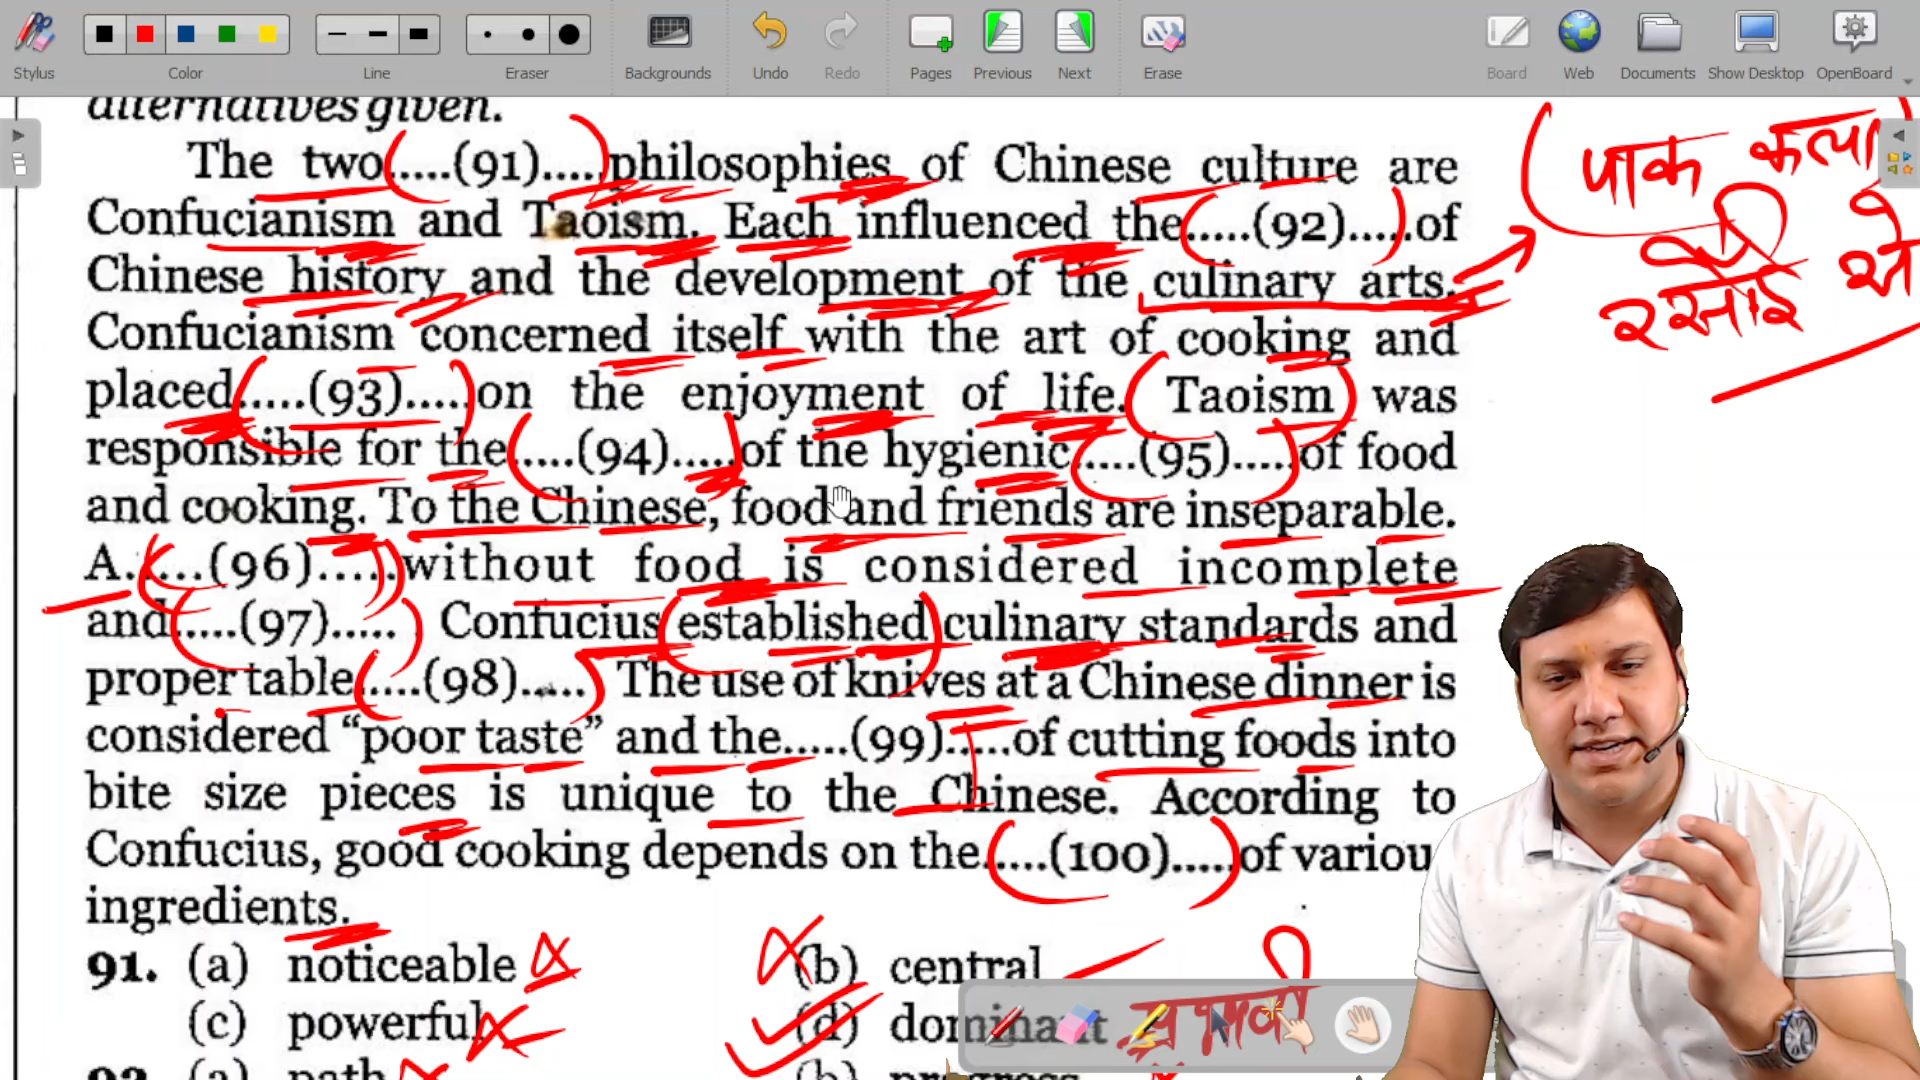 Stylus
Color
Line
Eraser
Backgrounds
Undo
Redo
Pages
Previous
Next
Erase
Board
Web
Documents
Show Desktop
OpenBoard
alternatives given.
The two.....(91).....philosophies of Chinese culture are
Confucianism and Taoism. Each influenced the.....(92).....of
Chinese history and the development of the culinary arts.
Confucianism concerned itself with the art of cooking and
placed.....(93).....on the enjoyment of life. Taoism was
responsible for the.....(94).....of the hygienic.....(95).....of food
and cooking. To the Chinese, food and friends are inseparable.
A.....(96).....without food is considered incomplete
and.....(97)..... Confucius established culinary standards and
proper table.....(98)..... The use of knives at a Chinese dinner is
considered “poor taste” and the.....(99).....of cutting foods into
bite size pieces is unique to the Chinese. According to
Confucius, good cooking depends on the.....(100).....of variou
ingredients.
पाक कला
रसोई से
91. (a) noticeable (b) central
(c) powerful (d) dominant
92. (a) path (b) progress